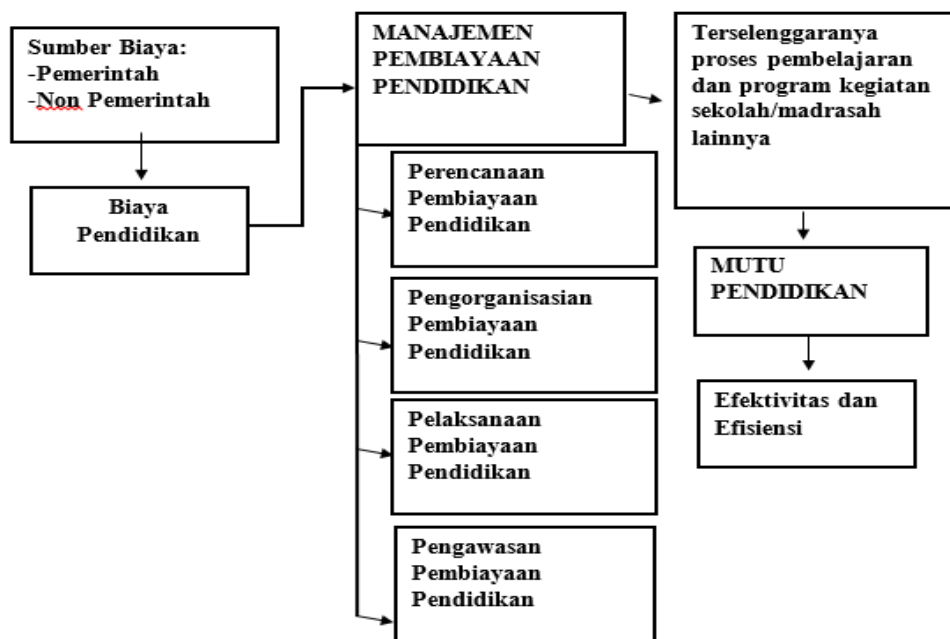 Sumber Biaya:
-Pemerintah
-Non Pemerintah
Biaya
Pendidikan
MANAJEMEN
PEMBIAYAAN
PENDIDIKAN
Perencanaan
Pembiayaan
Pendidikan
Pengorganisasian
Pembiayaan
Pendidikan
Pelaksanaan
Pembiayaan
Pendidikan
Pengawasan
Pembiayaan
Pendidikan
Terselenggaranya
proses pembelajaran
dan program kegiatan
sekolah/madrasah
lainnya
MUTU
PENDIDIKAN
Efektivitas dan
Efisiensi